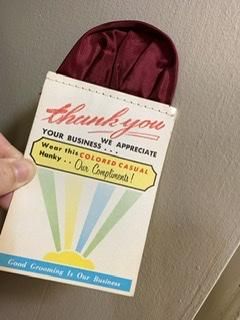 thank you
YOUR BUSINESS... WE APPRECIATE
Wear this COLORED CASUAL
Hanky.. Our Compliments!
Good Grooming Is Our Business